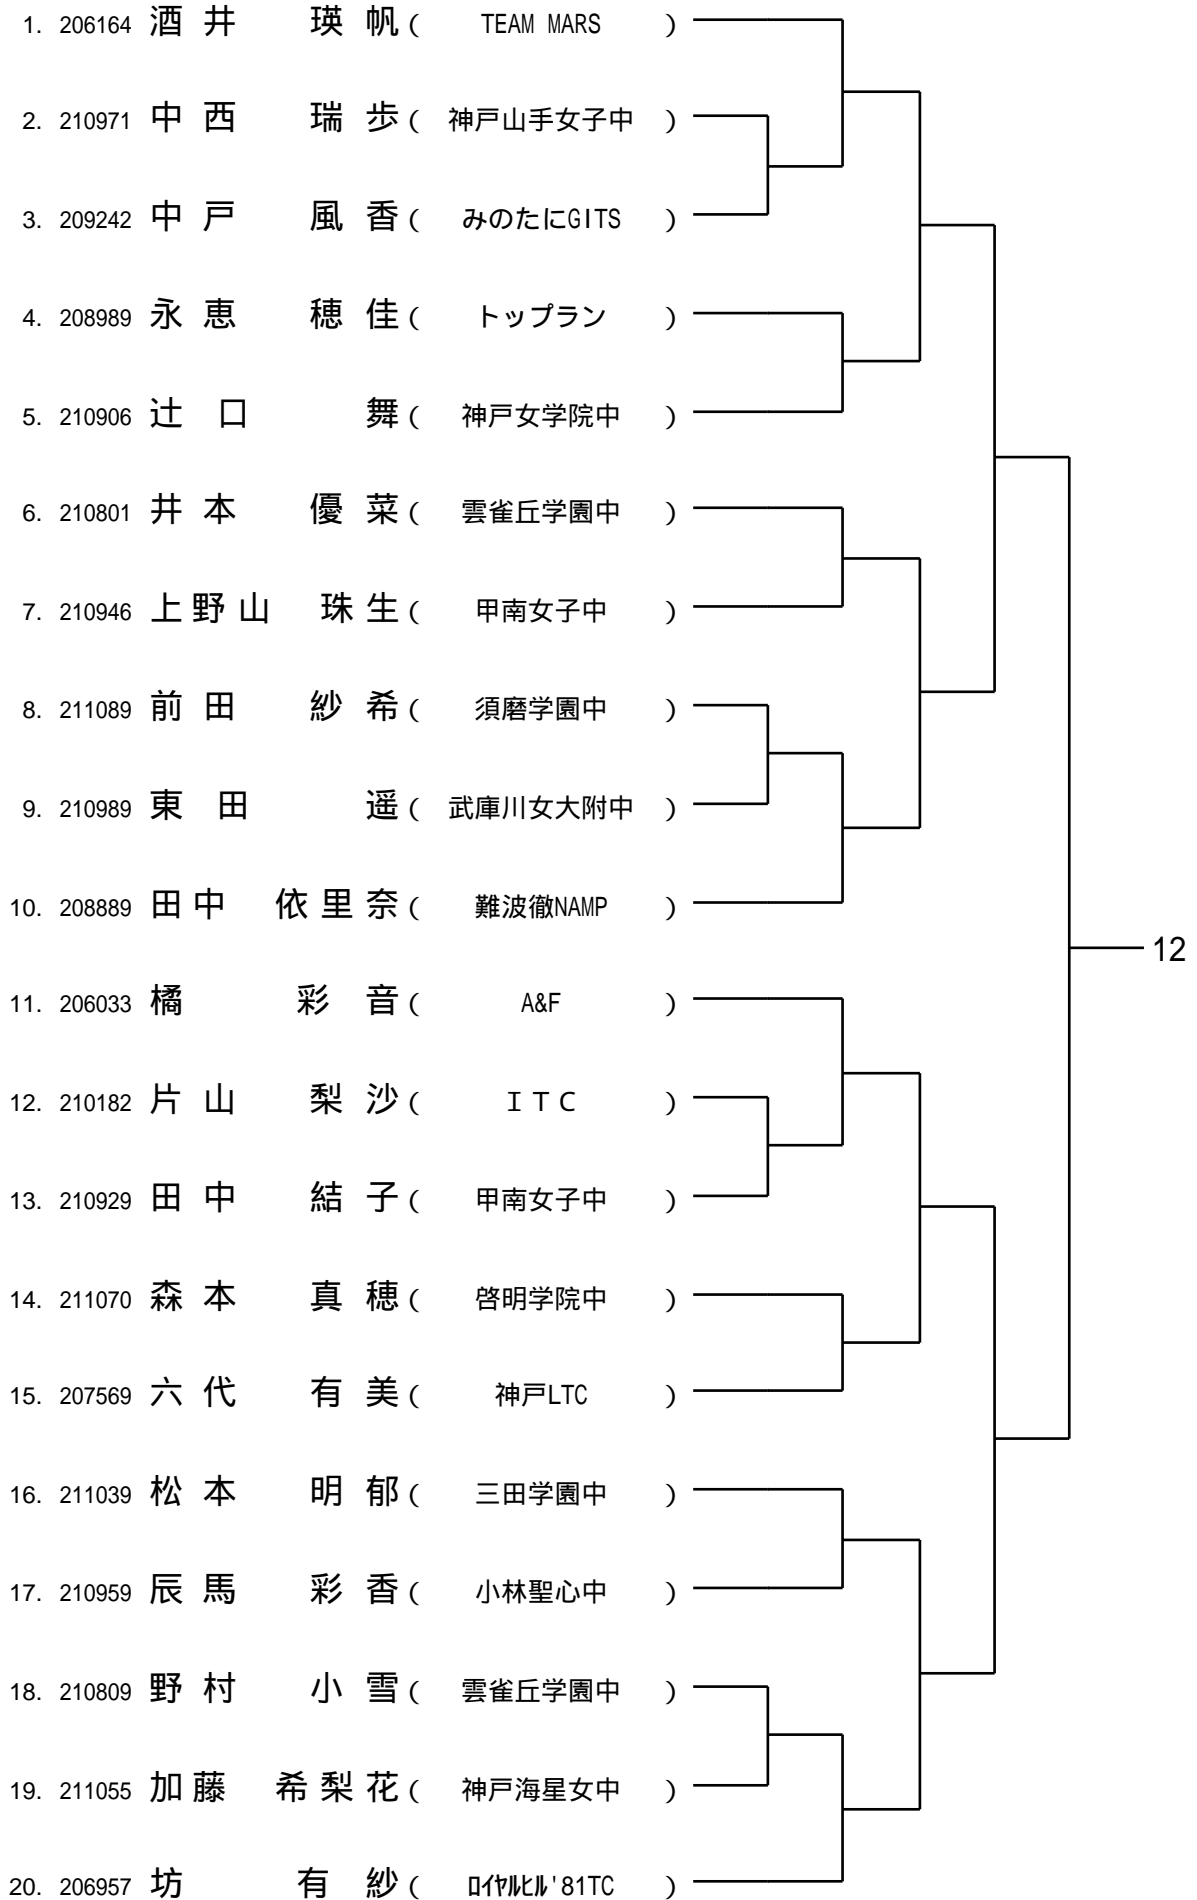 1. 206164 酒井 瑛帆( TEAM MARS )
2. 210971 中西 瑞歩( 神戸山手女子中 )
3. 209242 中戸 風香( みのたにGITS )
4. 208989 永恵 穂佳( トップラン )
5. 210906 辻口 舞( 神戸女学院中 )
6. 210801 井本 優菜( 雲雀丘学園中 )
7. 210946 上野山 珠生( 甲南女子中 )
8. 211089 前田 紗希( 須磨学園中 )
9. 210989 東田 遥( 武庫川女大附中 )
10. 208889 田中 依里奈( 難波徹NAMP )
12
11. 206033 橘 彩音( A&F )
12. 210182 片山 梨沙( ITC )
13. 210929 田中 結子( 甲南女子中 )
14. 211070 森本 真穂( 啓明学院中 )
15. 207569 六代 有美( 神戸LTC )
16. 211039 松本 明郁( 三田学園中 )
17. 210959 辰馬 彩香( 小林聖心中 )
18. 210809 野村 小雪( 雲雀丘学園中 )
19. 211055 加藤 希梨花( 神戸海星女中 )
20. 206957 坊 有紗( ﾛｲﾔﾙﾋﾙ'81TC )